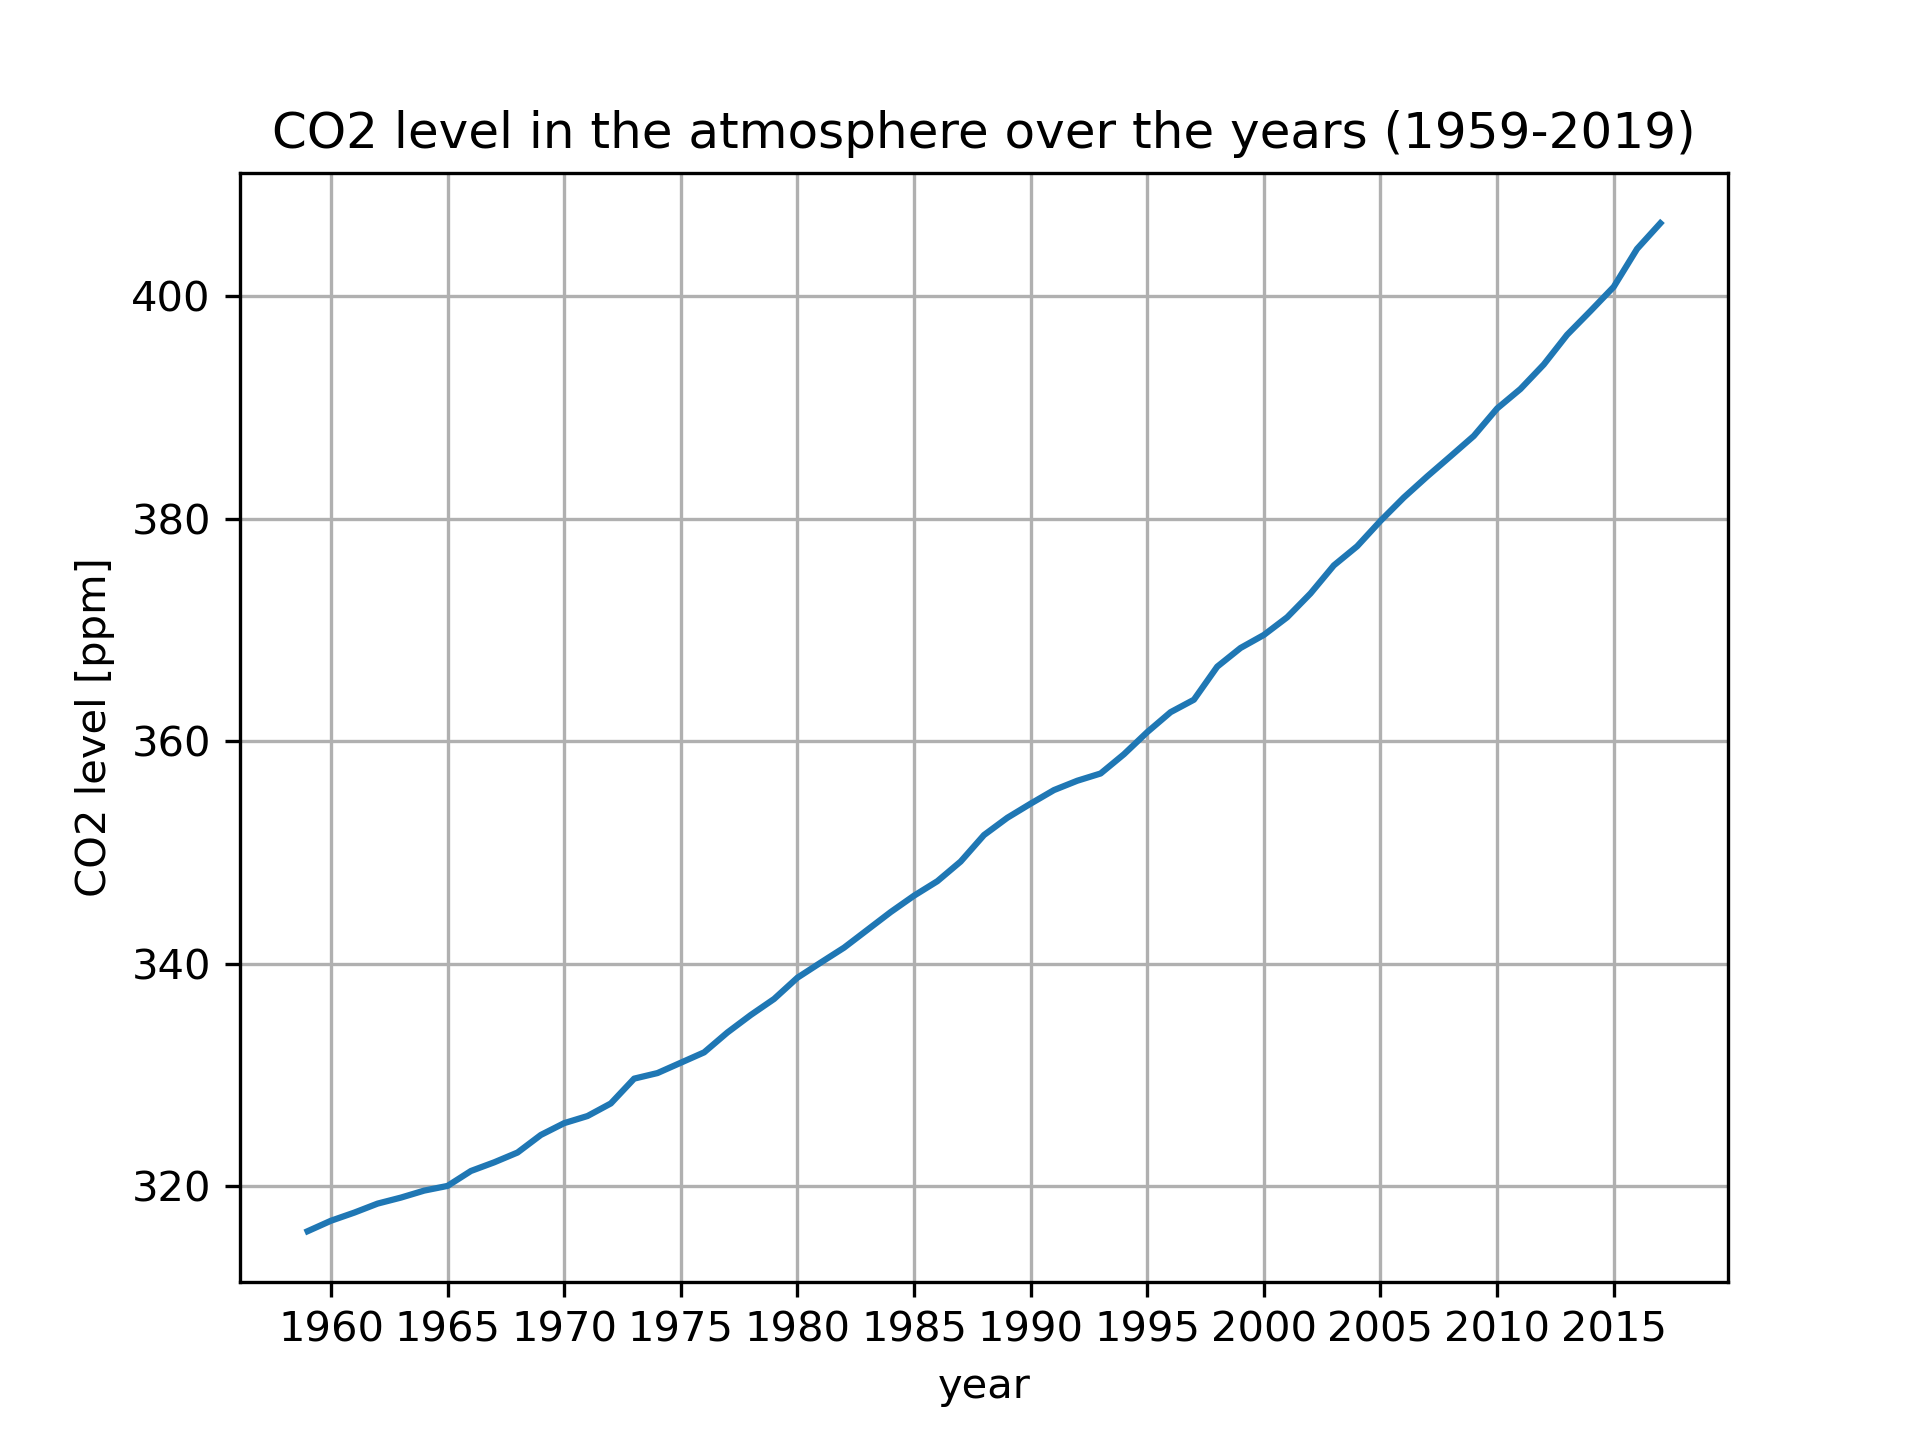 CO2 level in the atmosphere over the years (1959-2019)
400
380
360
340
320
CO2 level [ppm]
1960 1965 1970 1975 1980 1985 1990 1995 2000 2005 2010 2015
year